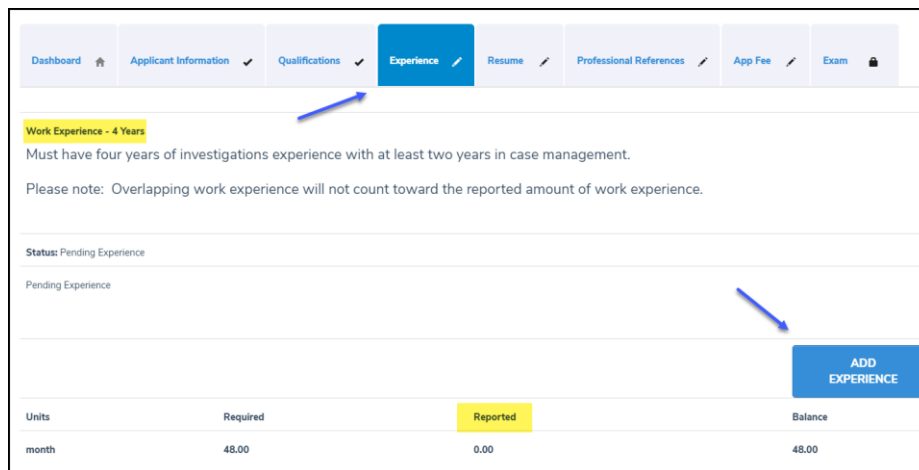 Dashboard Applicant Information Qualifications Experience Resume Professional References App Fee Exam
Work Experience - 4 Years
Must have four years of investigations experience with at least two years in case management.
Please note: Overlapping work experience will not count toward the reported amount of work experience.
Status: Pending Experience
Pending Experience
ADD
EXPERIENCE
Units Required Reported Balance
month 48.00 0.00 48.00